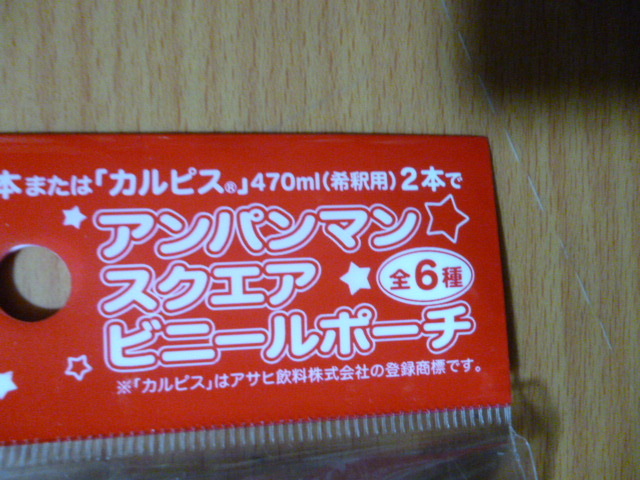 本または「カルピス®」470ml(希釈用)2本で
アンパンマン
スクエア
全6種
ビニールポーチ
※「カルピス」はアサヒ飲料株式会社の登録商標です。